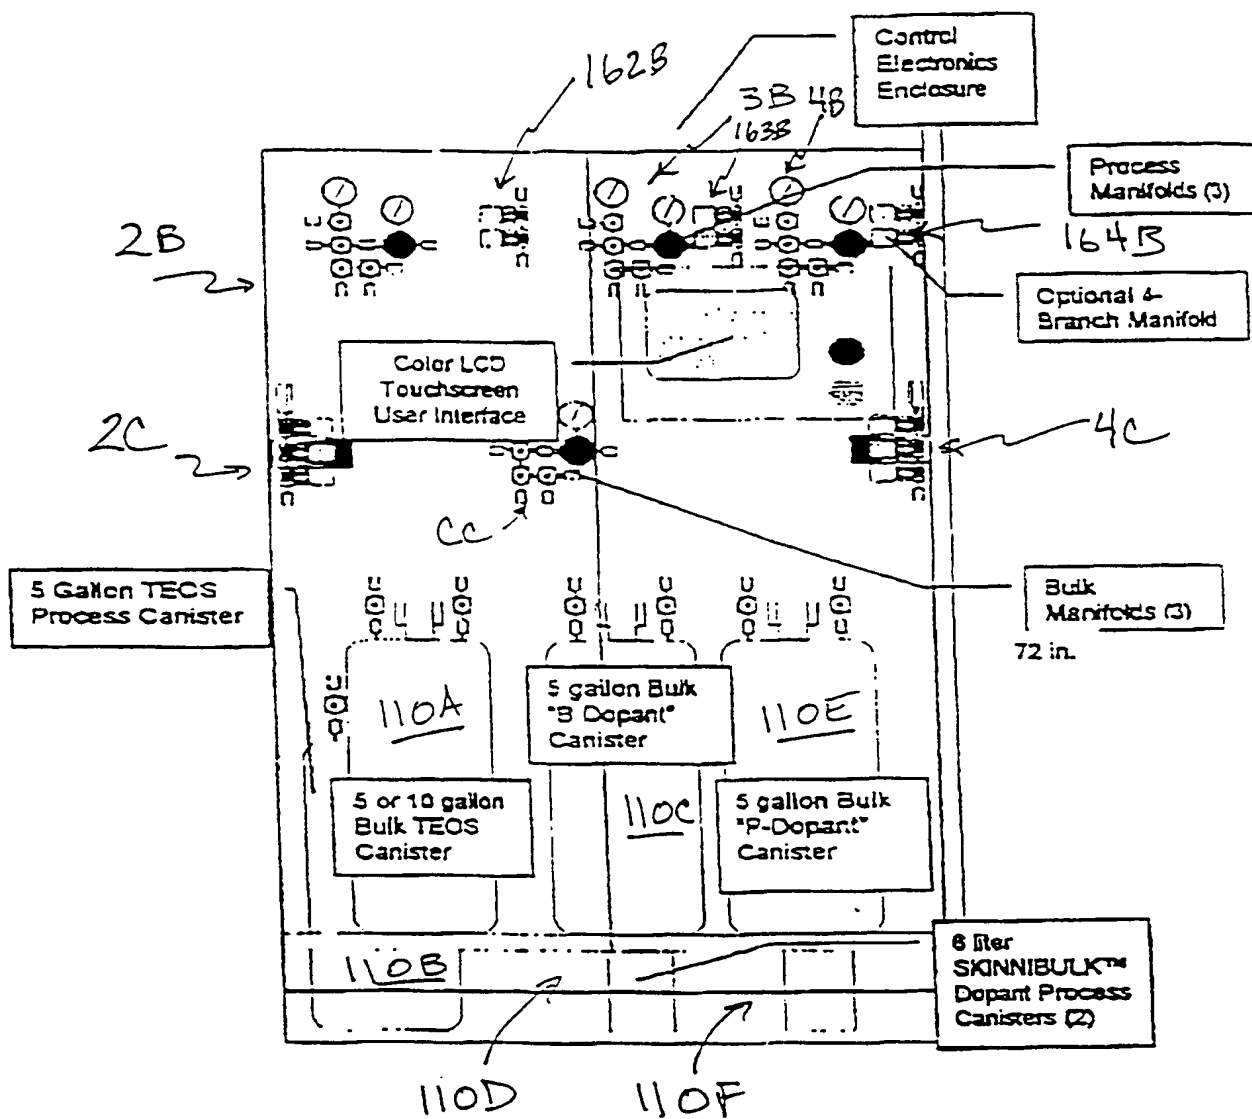 Control
Electronics
Enclosure
162B
3B
4B
163B
Process
Manifolds (3)
2B
164B
Optional 4-
Branch Manifold
Color LCD
Touchscreen
User Interface
2C
4C
CC
5 Gallon TEOS
Process Canister
Bulk
Manifolds (3)
72 in.
110A
5 gallon Bulk
"B Dopant"
Canister
110E
5 or 10 gallon
Bulk TEOS
Canister
110C
5 gallon Bulk
"P-Dopant"
Canister
110B
6 liter
SKINNIBULK™
Dopant Process
Canisters (2)
110D
110F